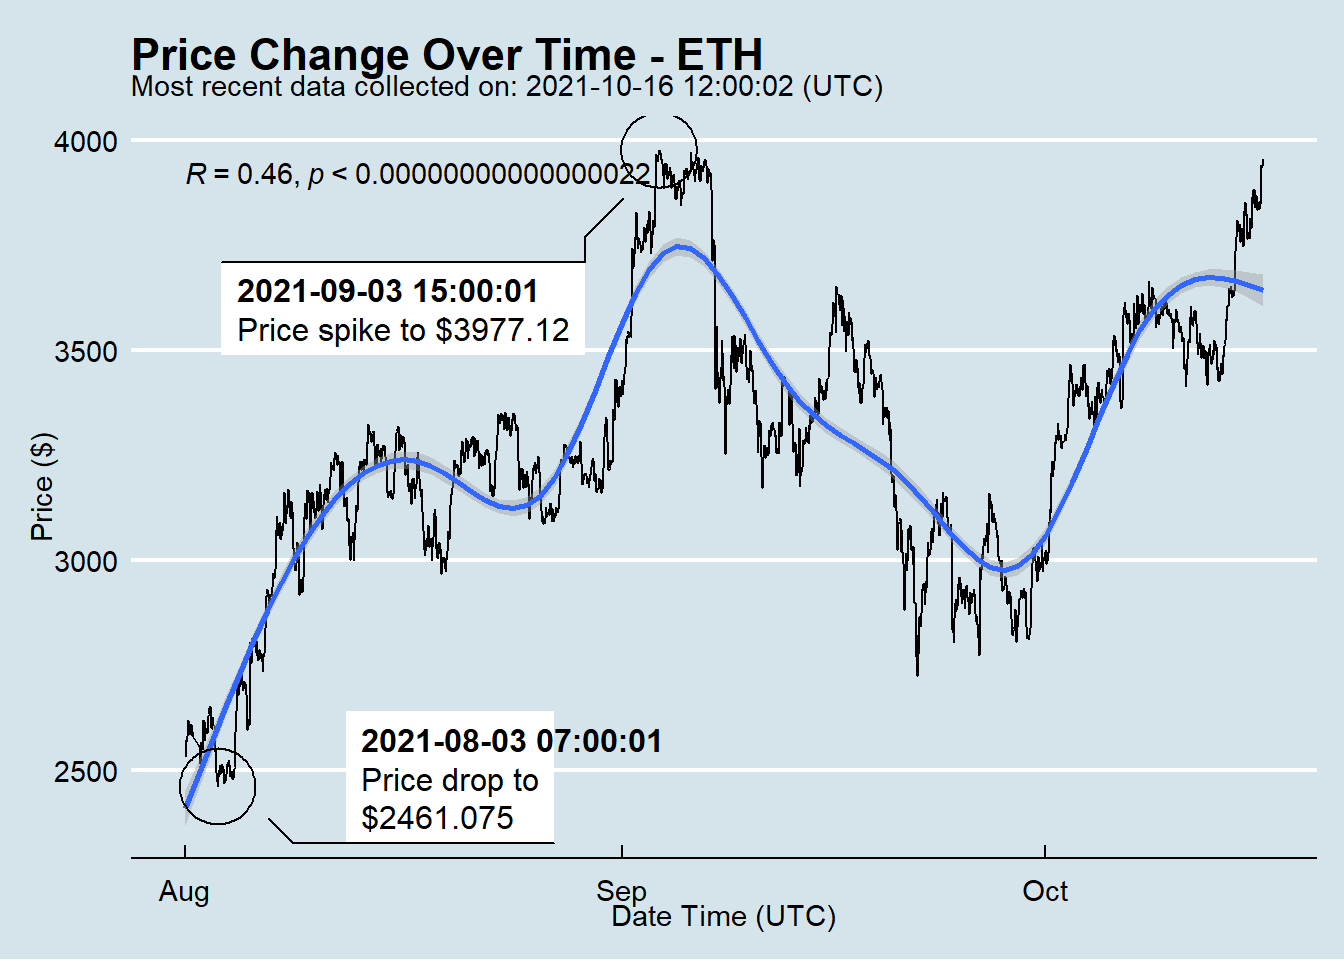 Price Change Over Time - ETH
Most recent data collected on: 2021-10-16 12:00:02 (UTC)
4000
R = 0.46, p < 0.00000000000000022
2021-09-03 15:00:01
Price spike to $3977.12
3500
Price ($)
3000
2021-08-03 07:00:01
Price drop to
$2461.075
2500
Aug Sep Oct
Date Time (UTC)